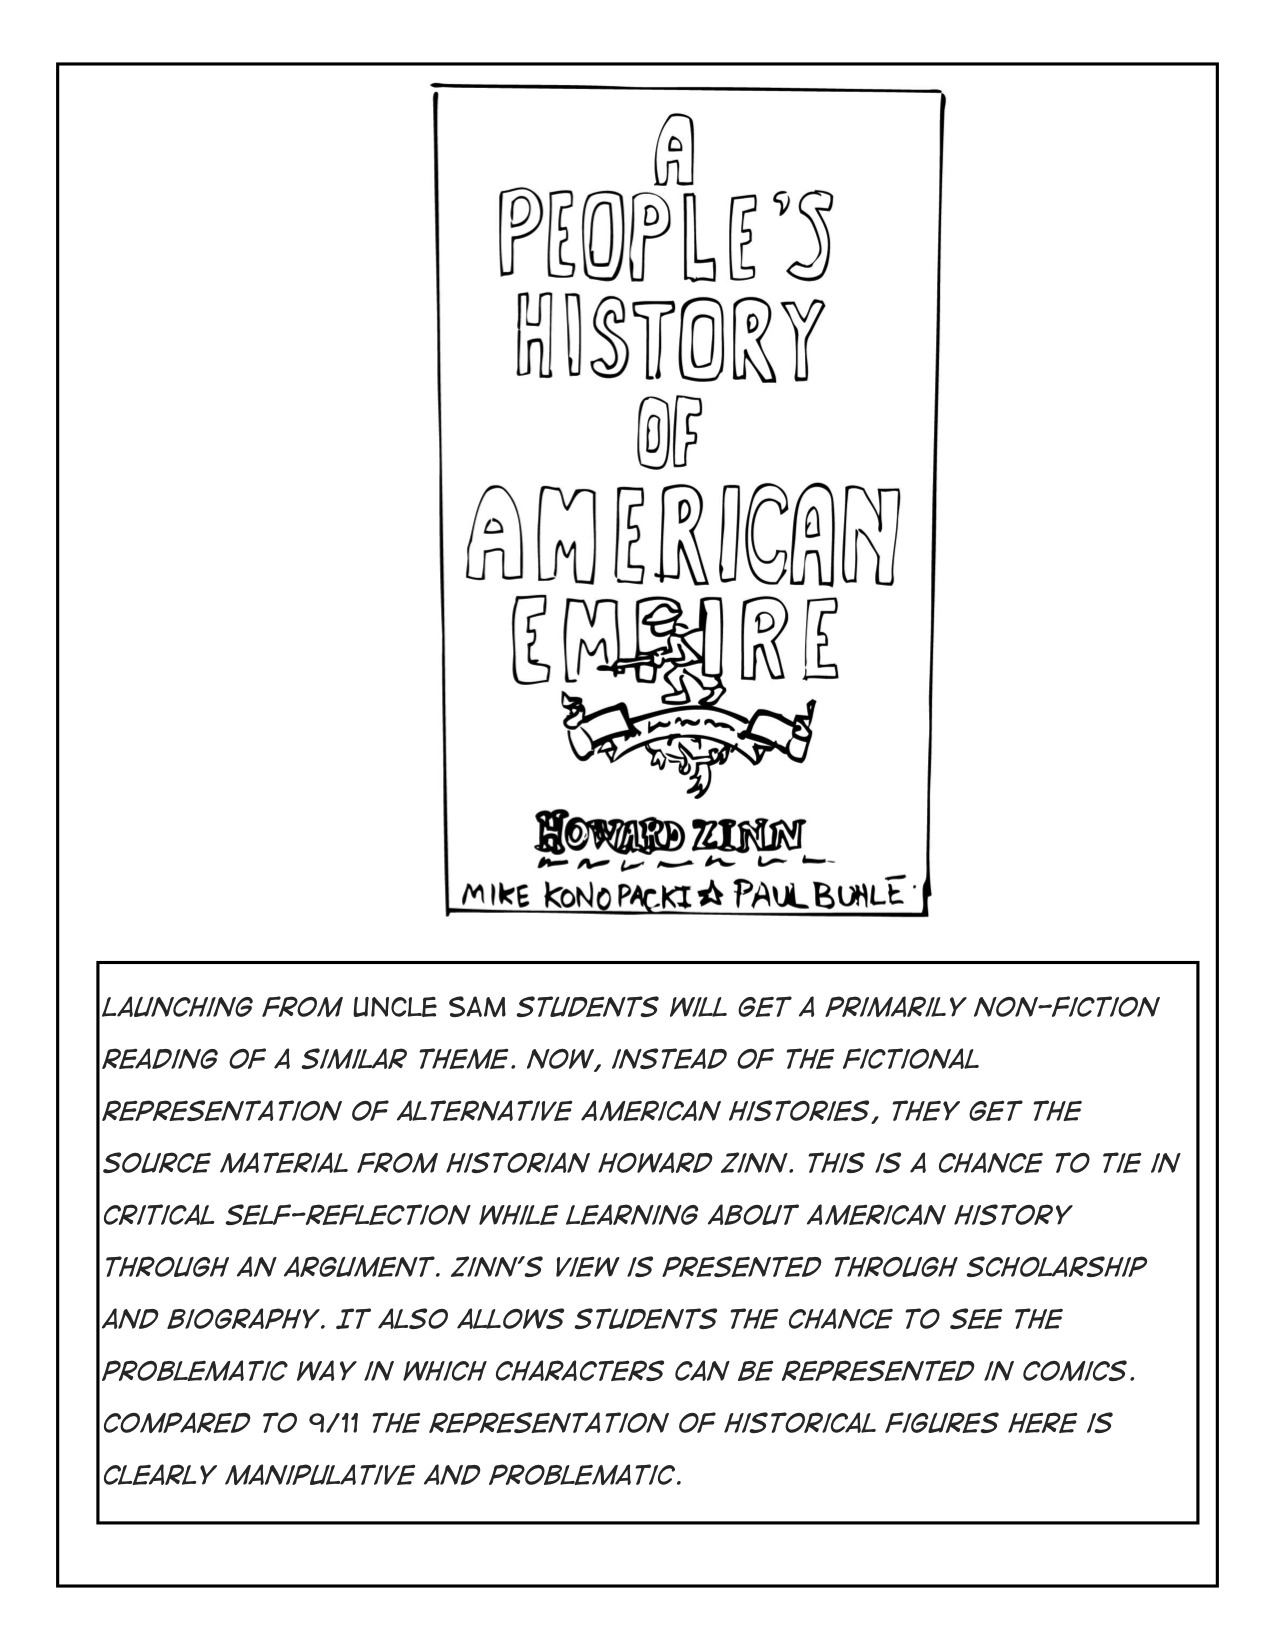 A
PEOPLE'S
HISTORY
OF
AMERICAN
EMPIRE
HOWARD ZINN
MIKE KONOPACKI ☆ PAUL BUHLE
LAUNCHING FROM UNCLE SAM STUDENTS WILL GET A PRIMARILY NON-FICTION
READING OF A SIMILAR THEME. NOW, INSTEAD OF THE FICTIONAL
REPRESENTATION OF ALTERNATIVE AMERICAN HISTORIES, THEY GET THE
SOURCE MATERIAL FROM HISTORIAN HOWARD ZINN. THIS IS A CHANCE TO TIE IN
CRITICAL SELF-REFLECTION WHILE LEARNING ABOUT AMERICAN HISTORY
THROUGH AN ARGUMENT. ZINN'S VIEW IS PRESENTED THROUGH SCHOLARSHIP
AND BIOGRAPHY. IT ALSO ALLOWS STUDENTS THE CHANCE TO SEE THE
PROBLEMATIC WAY IN WHICH CHARACTERS CAN BE REPRESENTED IN COMICS.
COMPARED TO 9/11 THE REPRESENTATION OF HISTORICAL FIGURES HERE IS
CLEARLY MANIPULATIVE AND PROBLEMATIC.